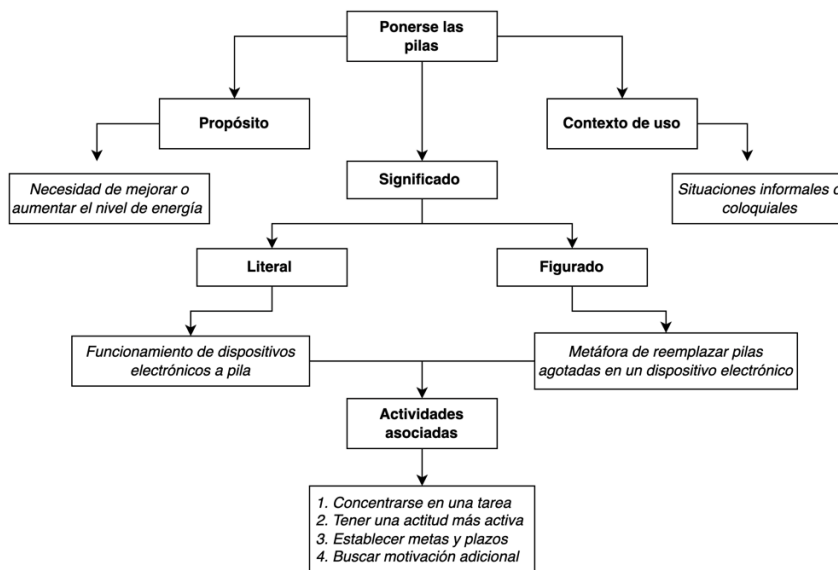 Ponerse las
pilas
Propósito
Contexto de uso
Necesidad de mejorar o
aumentar el nivel de energía
Significado
Situaciones informales o
coloquiales
Literal
Figurado
Funcionamiento de dispositivos
electrónicos a pila
Metáfora de reemplazar pilas
agotadas en un dispositivo electrónico
Actividades
asociadas
1. Concentrarse en una tarea
2. Tener una actitud más activa
3. Establecer metas y plazos
4. Buscar motivación adicional